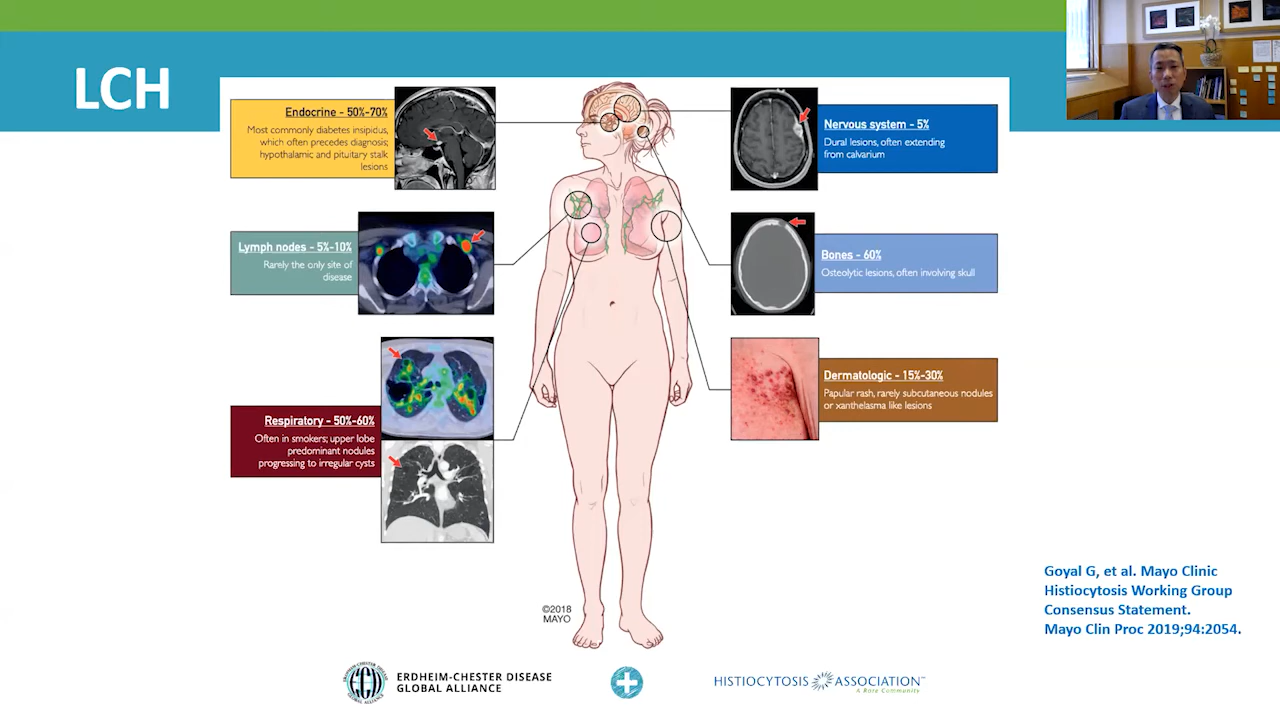 LCH
Endocrine - 50%-70%
Most commonly diabetes insipidus,
which often precedes diagnosis;
hypothalamic and pituitary stalk
lesions
Lymph nodes - 5%-10%
Rarely the only site of
disease
Respiratory - 50%-60%
Often in smokers; upper lobe
predominant nodules
progressing to irregular cysts
Nervous system - 5%
Dural lesions, often extending
from calvarium
Bones - 60%
Osteolytic lesions, often involving skull
Dermatologic - 15%-30%
Papular rash, rarely subcutaneous nodules
or xanthelasma like lesions
©2018
MAYO
Goyal G, et al. Mayo Clinic
Histiocytosis Working Group
Consensus Statement.
Mayo Clin Proc 2019;94:2054.
ERDHEIM-CHESTER DISEASE
GLOBAL ALLIANCE
HISTIOCYTOSIS ASSOCIATION™
A Rare Community